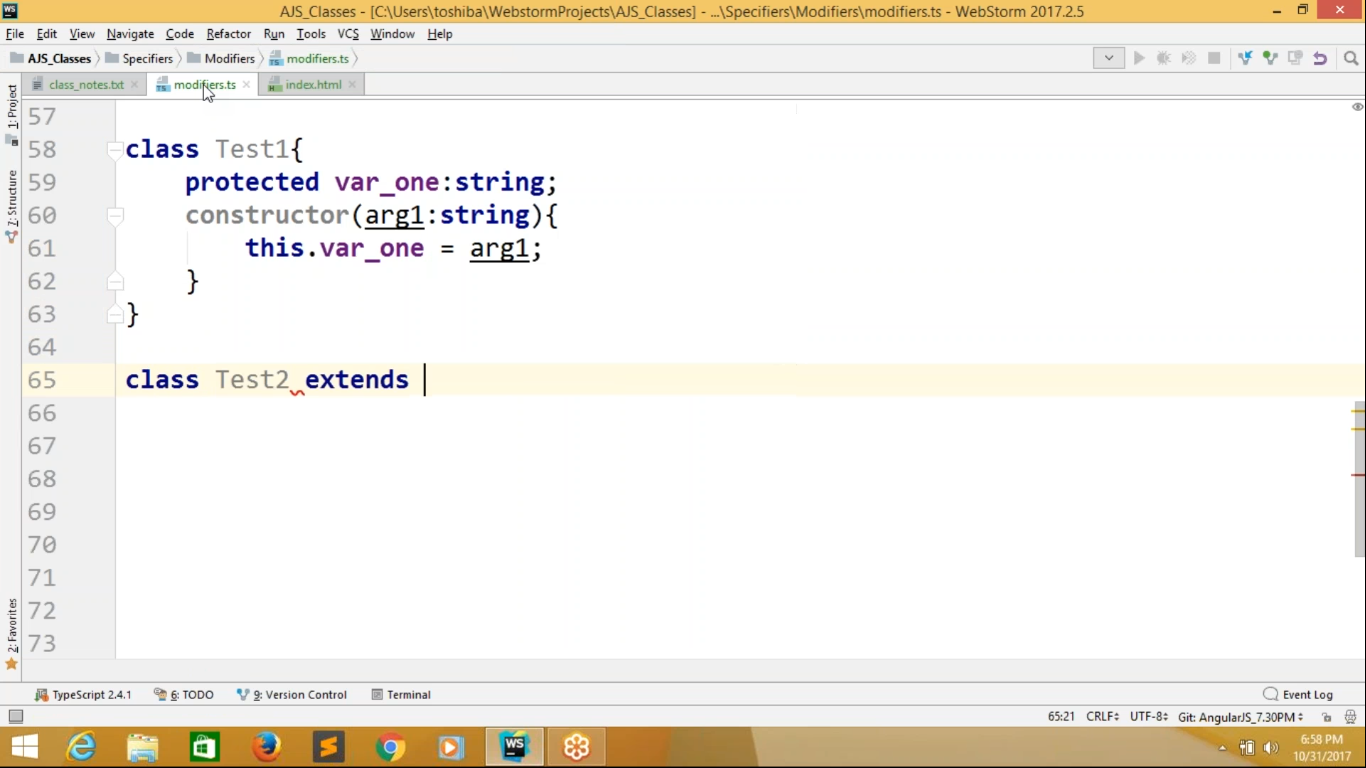 WS
AJS_Classes - [C:\Users\toshiba\WebstormProjects\AJS_Classes] - ...\Specifiers\Modifiers\modifiers.ts - WebStorm 2017.2.5
File Edit View Navigate Code Refactor Run Tools VCS Window Help
AJS_Classes Specifiers Modifiers modifiers.ts
class_notes.txt modifiers.ts index.html
1: Project
7: Structure
2: Favorites
57
58 class Test1{
59 protected var_one:string;
60 constructor(arg1:string){
61 this.var_one = arg1;
62 }
63 }
64
65 class Test2 extends
66
67
68
69
70
71
72
73
TypeScript 2.4.1 6: TODO 9: Version Control Terminal Event Log
65:21 CRLF÷ UTF-8÷ Git: AngularJS_7.30PM÷
WS
6:58 PM
10/31/2017